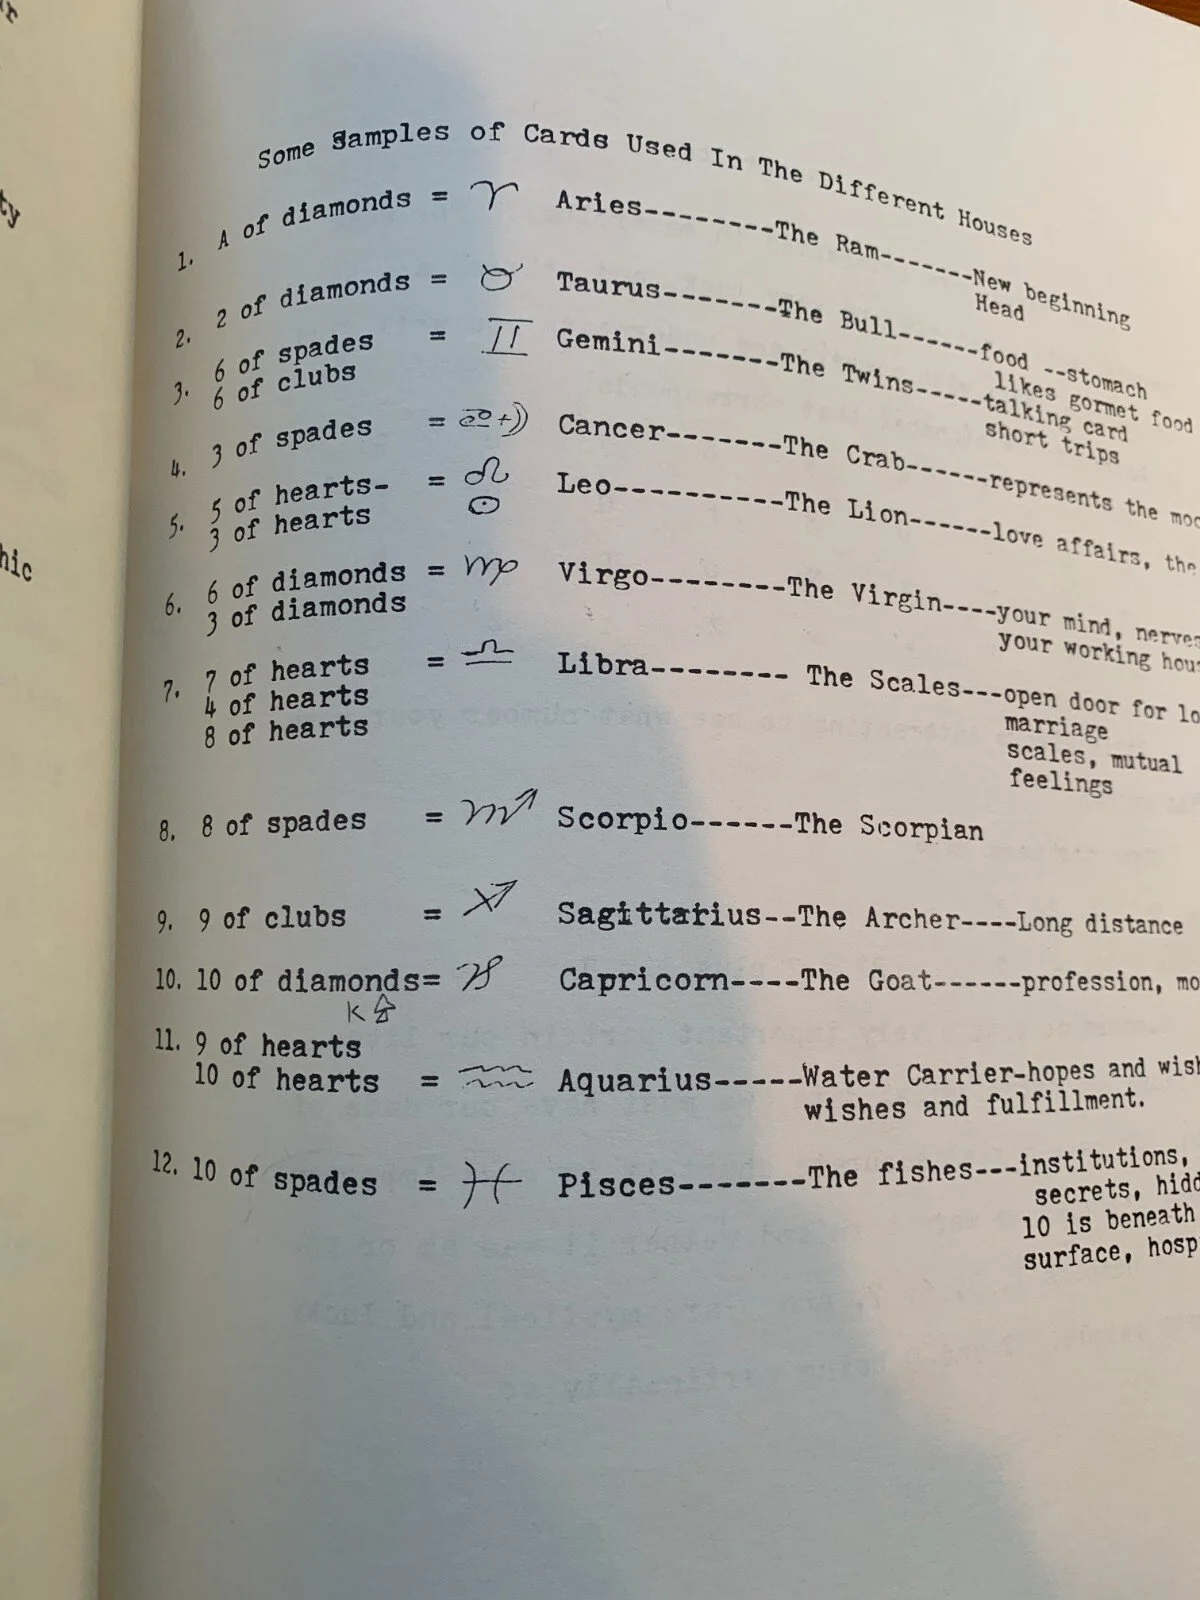 Some Samples of Cards Used In The Different Houses
1. A of diamonds = ♈ Aries--------The Ram-------New beginning
Head
2. 2 of diamonds = ♉ Taurus-------The Bull------food --stomach
likes gormet food
3. 6 of spades = ♊ Gemini-------The Twins-----talking card
6 of clubs
short trips
4. 3 of spades = ♋ Cancer-------The Crab------represents the
5. 5 of hearts- = ♌ Leo----------The Lion------love affairs, the
3 of hearts ☉
6. 6 of diamonds = ♍ Virgo--------The Virgin----your mind, nerves
3 of diamonds
your working
7. 7 of hearts = ♎ Libra-------- The Scales---open door for
4 of hearts
marriage
8 of hearts
scales, mutual
feelings
8. 8 of spades = ♏ Scorpio------The Scorpian
9. 9 of clubs = ♐ Sagittarius--The Archer----Long distance
10. 10 of diamonds= ♑ Capricorn----The Goat------profession,
K
11. 9 of hearts
10 of hearts = ♒ Aquarius-----Water Carrier-hopes and
wishes and fulfillment.
12. 10 of spades = ♓ Pisces-------The fishes---institutions,
secrets,
10 is beneath
surface,